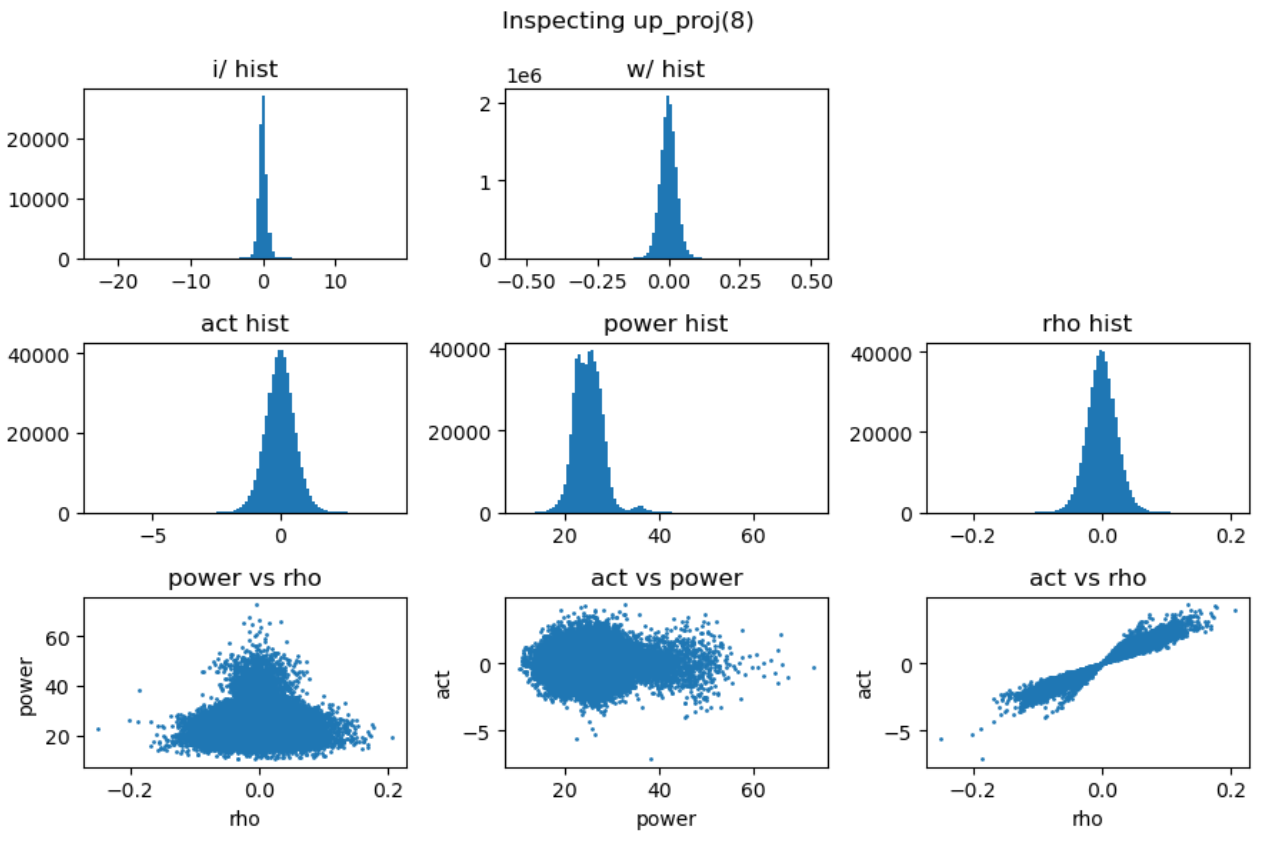 Inspecting up_proj(8)
i/ hist
w/ hist
1e6
20000
10000
0
−20 −10 0 10
2
1
0
−0.50 −0.25 0.00 0.25 0.50
act hist
power hist
rho hist
40000
20000
0
−5 0
40000
20000
0
20 40 60
40000
20000
0
−0.2 0.0 0.2
power vs rho
act vs power
act vs rho
power
60
40
20
−0.2 0.0 0.2
rho
act
0
−5
20 40 60
power
act
0
−5
−0.2 0.0 0.2
rho